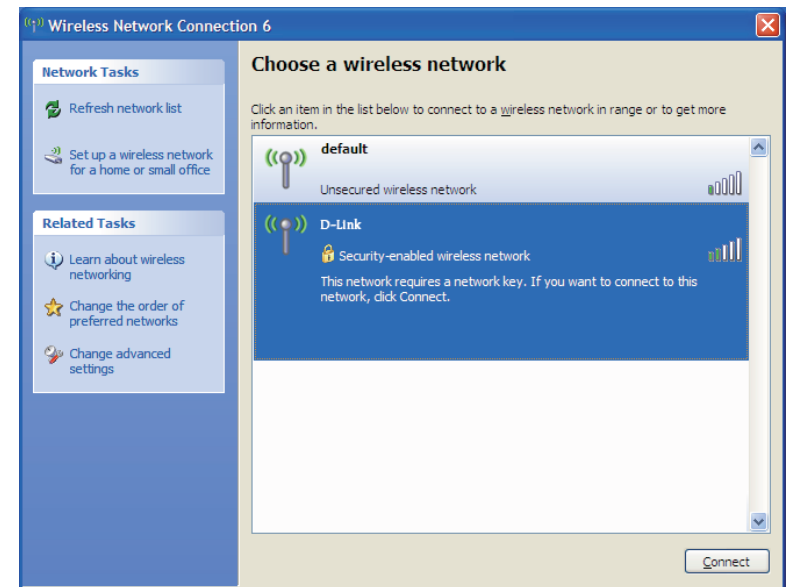 Wireless Network Connection 6
Network Tasks
Refresh network list
Set up a wireless network
for a home or small office
Related Tasks
Learn about wireless
networking
Change the order of
preferred networks
Change advanced
settings
Choose a wireless network
Click an item in the list below to connect to a wireless network in range or to get more
information.
default
Unsecured wireless network
D-Link
Security-enabled wireless network
This network requires a network key. If you want to connect to this
network, click Connect.
Connect